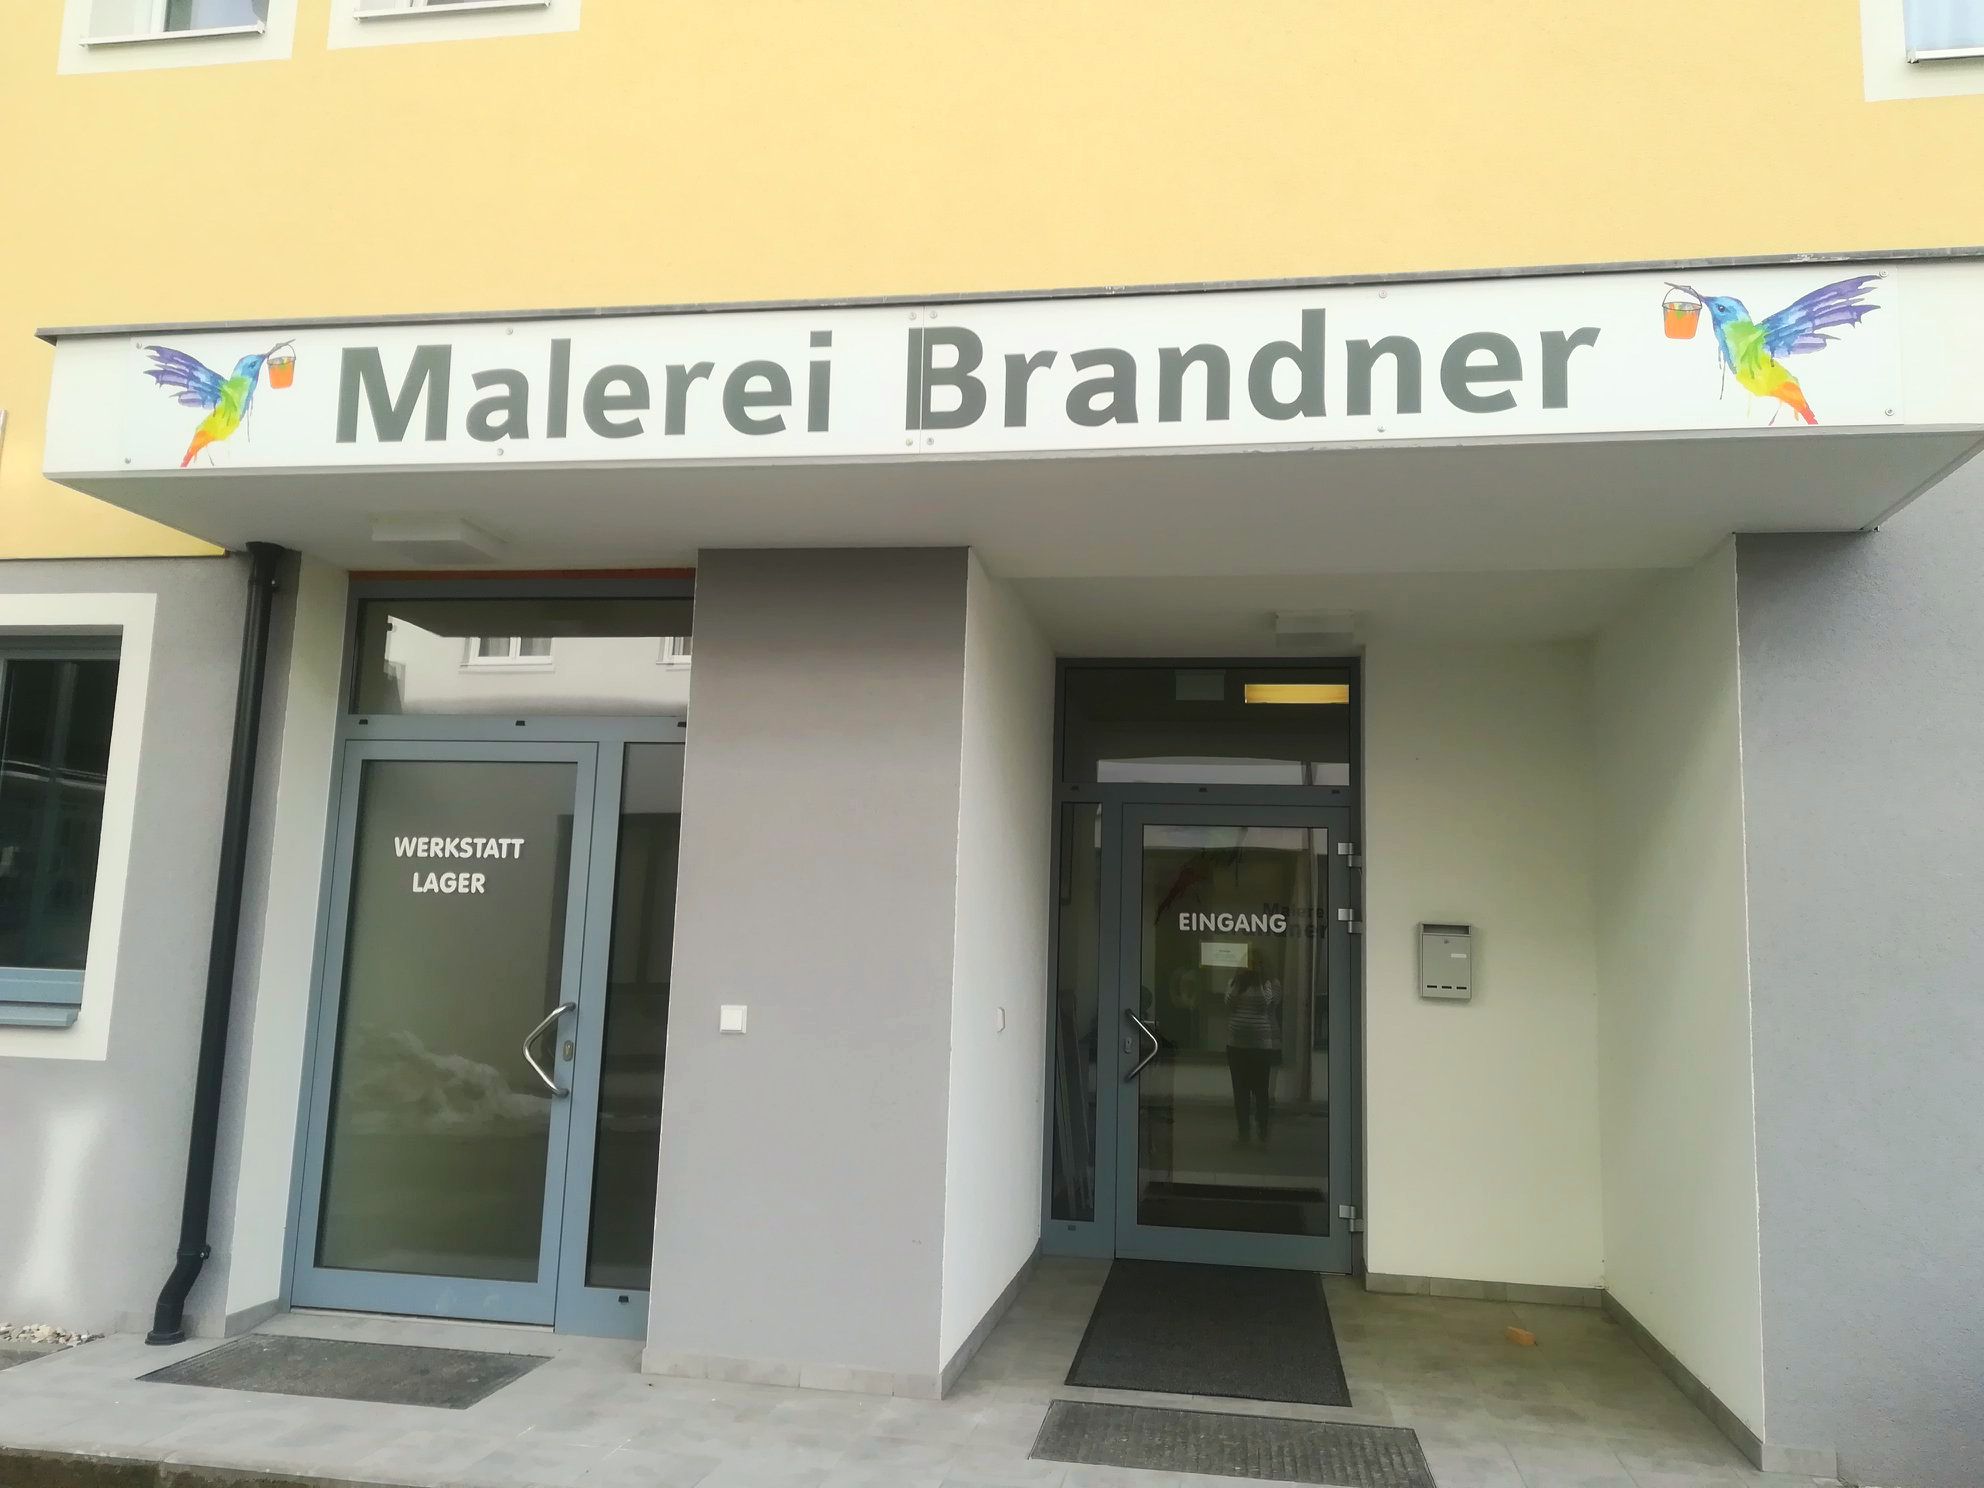 Malerei Brandner
WERKSTATT
LAGER
EINGANG